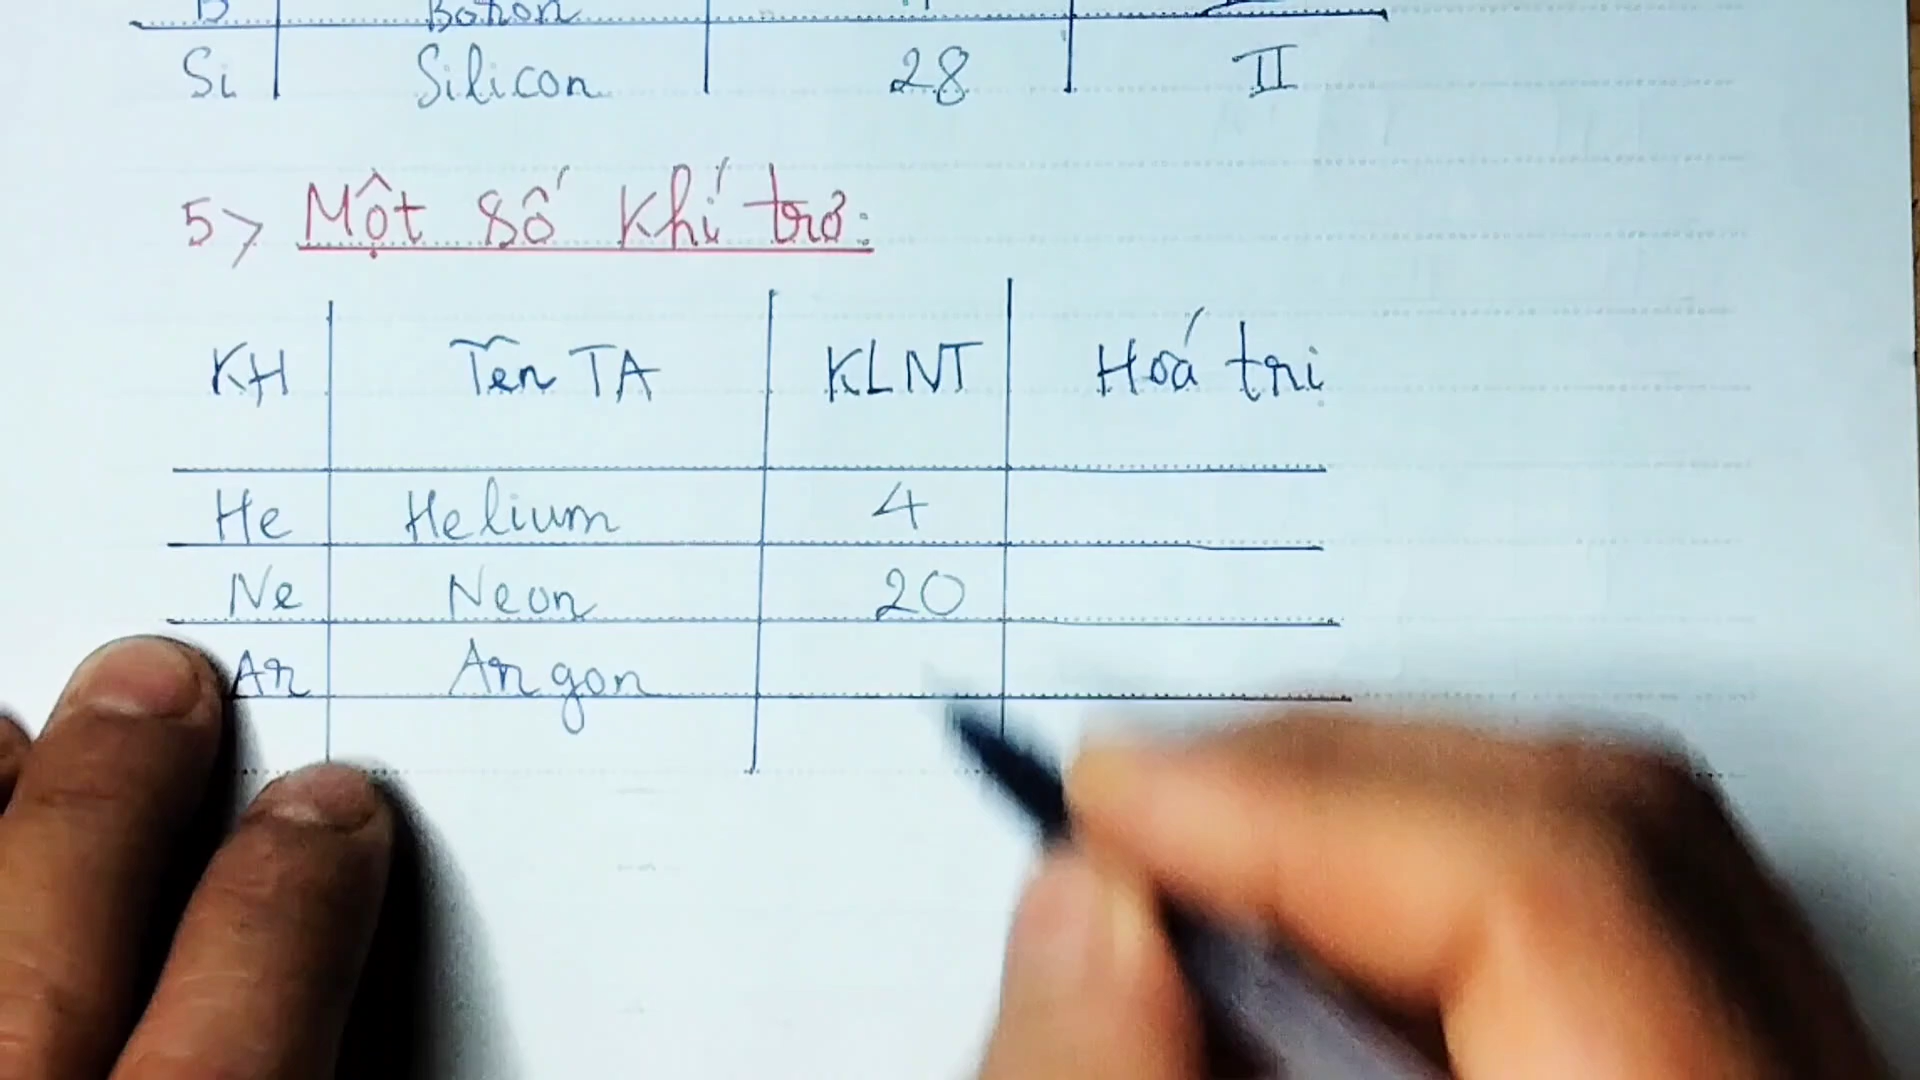 Si Silicon 28 II
5> Một số khí trơ:
KH Tên TA KLNT Hoá trị
He Helium 4
Ne Neon 20
Ar Argon